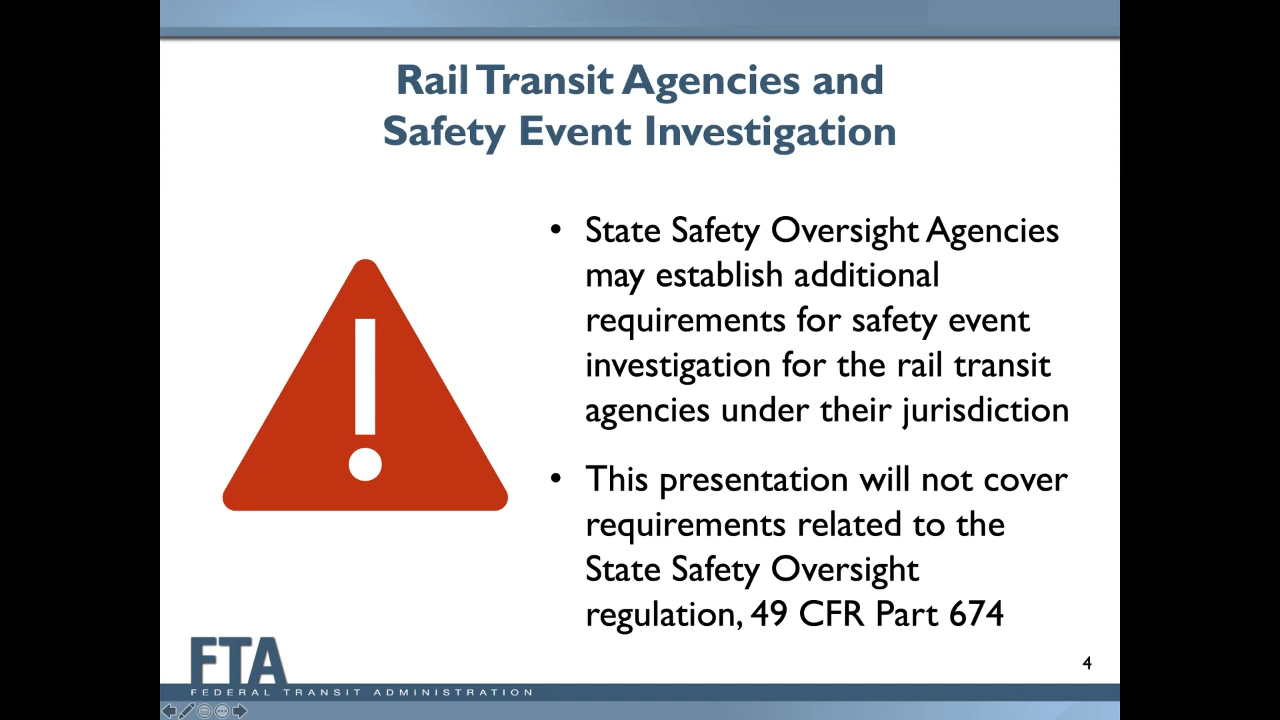 Rail Transit Agencies and
Safety Event Investigation
• State Safety Oversight Agencies
may establish additional
requirements for safety event
investigation for the rail transit
agencies under their jurisdiction
• This presentation will not cover
requirements related to the
State Safety Oversight
regulation, 49 CFR Part 674
FTA
FEDERAL TRANSIT ADMINISTRATION
4